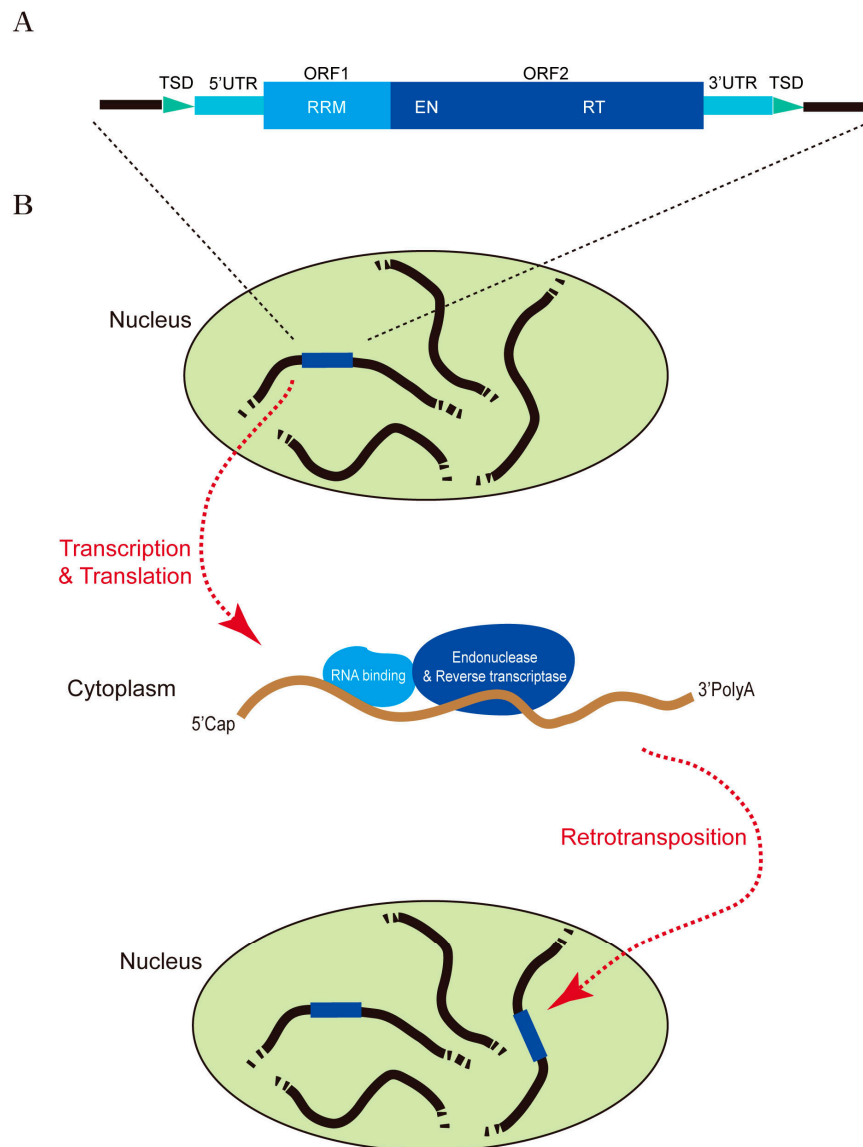 A
TSD 5'UTR ORF1 ORF2 3'UTR TSD
RRM EN RT
B
Nucleus
Transcription
& Translation
RNA binding
Endonuclease
& Reverse transcriptase
Cytoplasm
5'Cap
3'PolyA
Retrotransposition
Nucleus